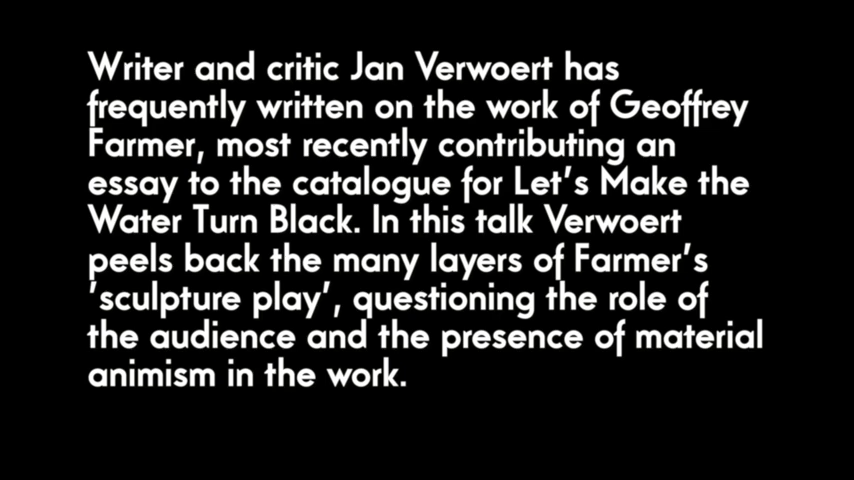 Writer and critic Jan Verwoert has
frequently written on the work of Geoffrey
Farmer, most recently contributing an
essay to the catalogue for Let's Make the
Water Turn Black. In this talk Verwoert
peels back the many layers of Farmer's
'sculpture play', questioning the role of
the audience and the presence of material
animism in the work.